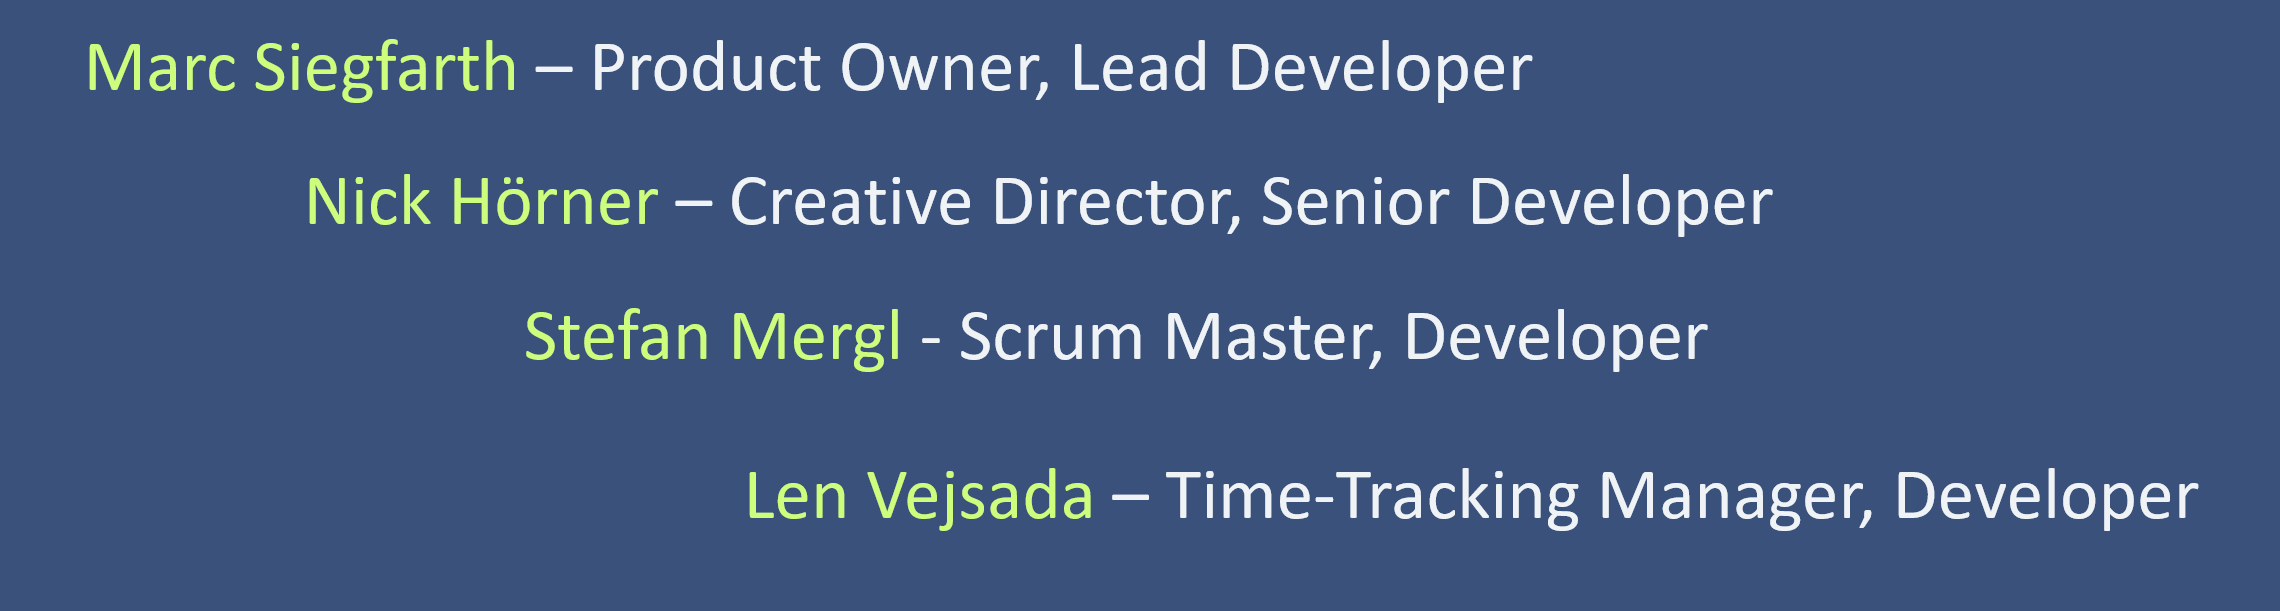 Marc Siegfarth – Product Owner, Lead Developer
Nick Hörner – Creative Director, Senior Developer
Stefan Mergl - Scrum Master, Developer
Len Vejsada – Time-Tracking Manager, Developer